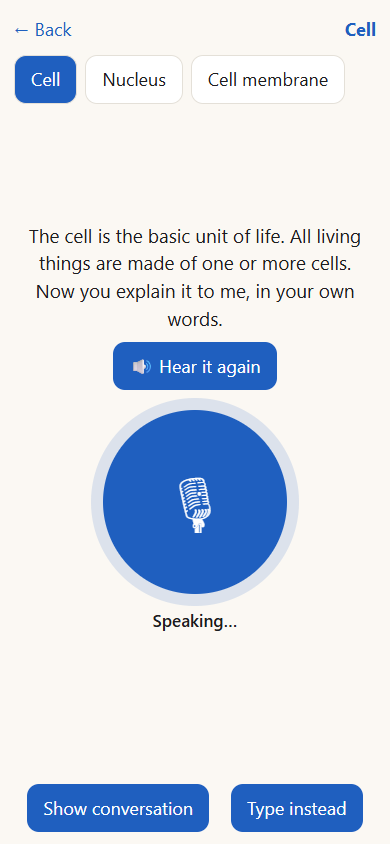 ← Back
Cell
Cell
Nucleus
Cell membrane
The cell is the basic unit of life. All living
things are made of one or more cells.
Now you explain it to me, in your own
words.
Hear it again
Speaking...
Show conversation
Type instead